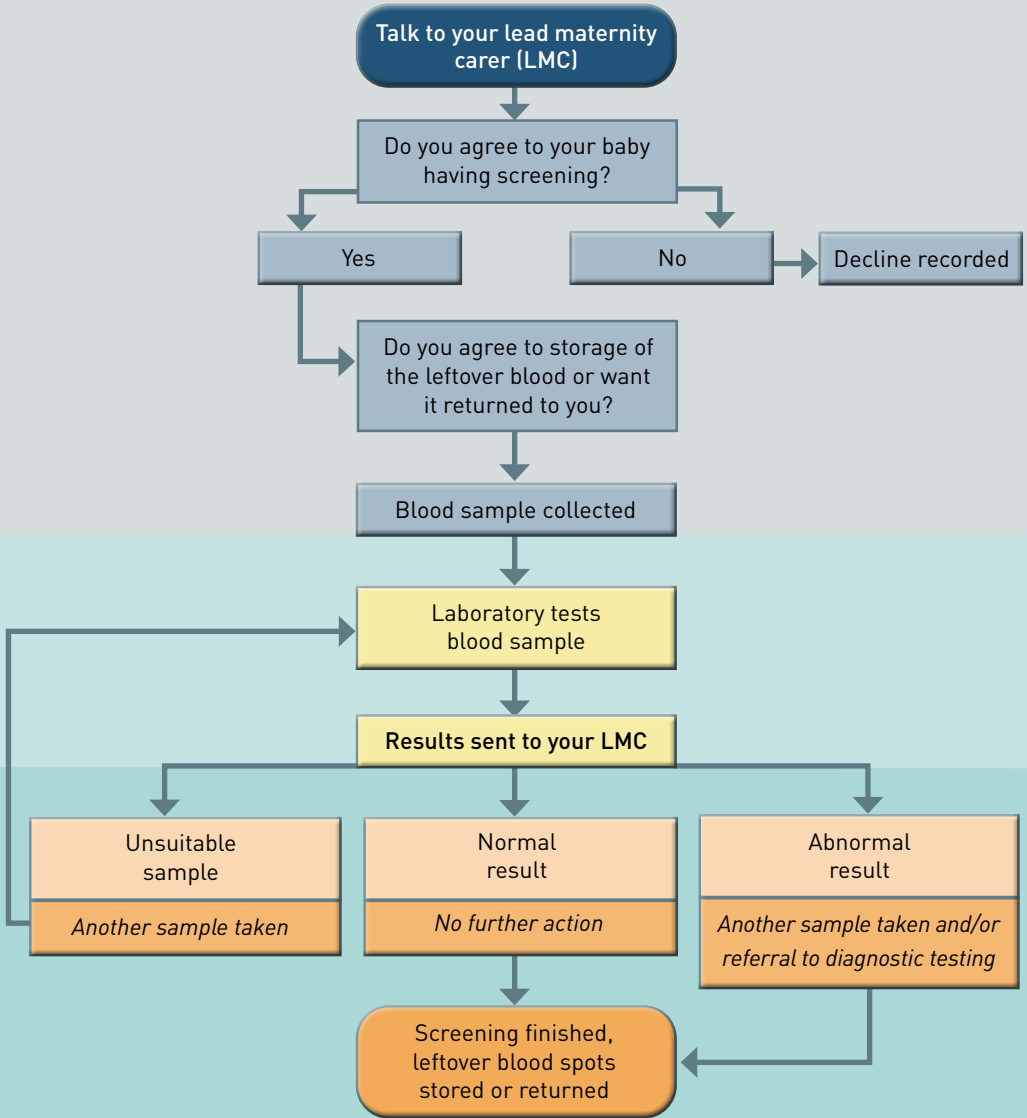 Talk to your lead maternity
carer (LMC)
Do you agree to your baby
having screening?
Yes
No
Decline recorded
Do you agree to storage of
the leftover blood or want
it returned to you?
Blood sample collected
Laboratory tests
blood sample
Results sent to your LMC
Unsuitable
sample
Another sample taken
Normal
result
No further action
Abnormal
result
Another sample taken and/or
referral to diagnostic testing
Screening finished,
leftover blood spots
stored or returned